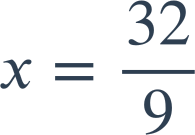 x = 32/9